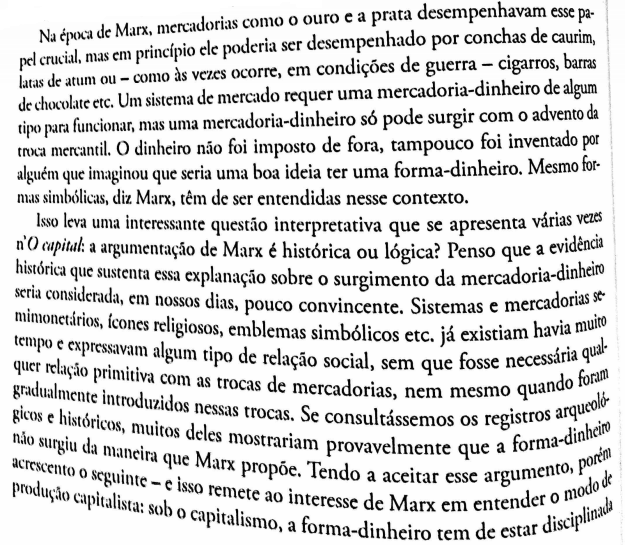 Na época de Marx, mercadorias como o ouro e a prata desempenhavam esse pa-
pel crucial, mas em princípio ele poderia ser desempenhado por conchas de caurim,
latas de atum ou – como às vezes ocorre, em condições de guerra – cigarros, barras
de chocolate etc. Um sistema de mercado requer uma mercadoria-dinheiro de algum
tipo para funcionar, mas uma mercadoria-dinheiro só pode surgir com o advento da
troca mercantil. O dinheiro não foi imposto de fora, tampouco foi inventado por
alguém que imaginou que seria uma boa ideia ter uma forma-dinheiro. Mesmo for-
mas simbólicas, diz Marx, têm de ser entendidas nesse contexto.
Isso leva uma interessante questão interpretativa que se apresenta várias vezes
n'O capital: a argumentação de Marx é histórica ou lógica? Penso que a evidência
histórica que sustenta essa explanação sobre o surgimento da mercadoria-dinheiro
seria considerada, em nossos dias, pouco convincente. Sistemas e mercadorias se-
mimonetários, ícones religiosos, emblemas simbólicos etc. já existiam havia muito
tempo e expressavam algum tipo de relação social, sem que fosse necessária qual-
quer relação primitiva com as trocas de mercadorias, nem mesmo quando foram
gradualmente introduzidos nessas trocas. Se consultássemos os registros arqueoló-
gicos e históricos, muitos deles mostrariam provavelmente que a forma-dinheiro
não surgiu da maneira que Marx propõe. Tendo a aceitar esse argumento, porém
acrescento o seguinte – e isso remete ao interesse de Marx em entender o modo de
produção capitalista: sob o capitalismo, a forma-dinheiro tem de estar disciplinada